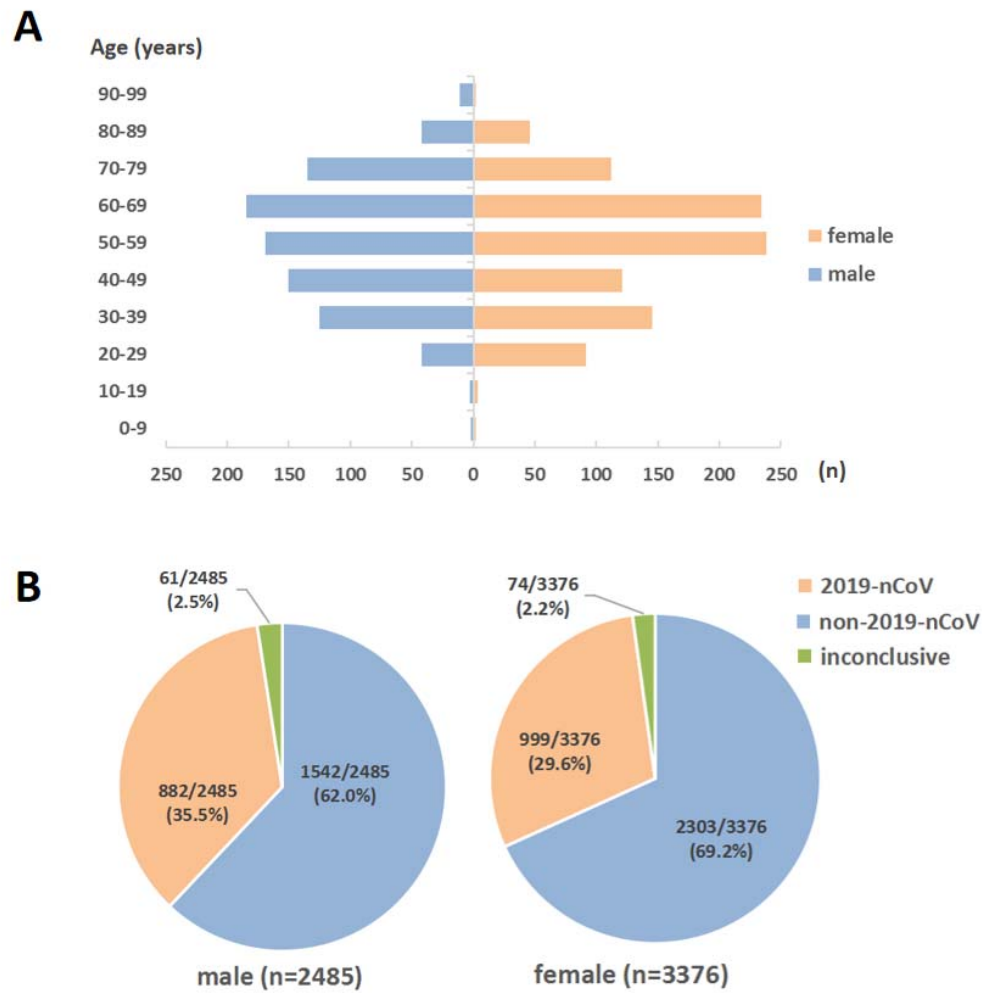 A
Age (years)
90-99
80-89
70-79
60-69
50-59
40-49
30-39
20-29
10-19
0-9
250 200 150 100 50 0 50 100 150 200 250 (n)
female
male
B
61/2485
(2.5%)
882/2485
(35.5%)
1542/2485
(62.0%)
male (n=2485)
74/3376
(2.2%)
999/3376
(29.6%)
2303/3376
(69.2%)
female (n=3376)
2019-nCoV
non-2019-nCoV
inconclusive